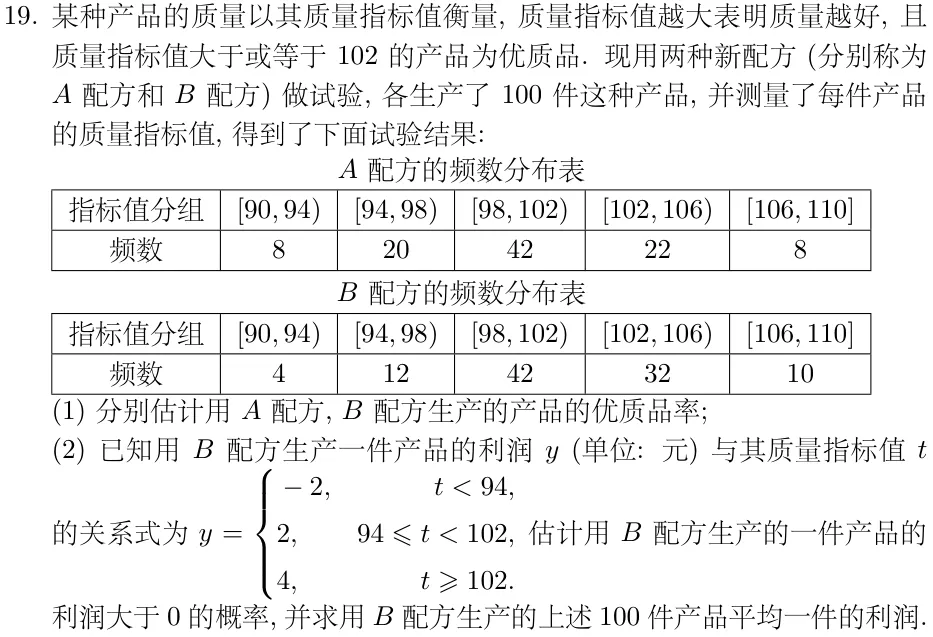 19. 某种产品的质量以其质量指标值衡量, 质量指标值越大表明质量越好, 且
质量指标值大于或等于 102 的产品为优质品. 现用两种新配方 (分别称为
A 配方和 B 配方) 做试验, 各生产了 100 件这种产品, 并测量了每件产品
的质量指标值, 得到了下面试验结果:
A 配方的频数分布表
指标值分组 [90, 94) [94, 98) [98, 102) [102, 106) [106, 110]
频数 8 20 42 22 8
B 配方的频数分布表
指标值分组 [90, 94) [94, 98) [98, 102) [102, 106) [106, 110]
频数 4 12 42 32 10
(1) 分别估计用 A 配方, B 配方生产的产品的优质品率;
(2) 已知用 B 配方生产一件产品的利润 y (单位: 元) 与其质量指标值 t
− 2, t < 94,
的关系式为 y = { 2, 94 ⩽ t < 102, 估计用 B 配方生产的一件产品的
4, t ⩾ 102.
利润大于 0 的概率, 并求用 B 配方生产的上述 100 件产品平均一件的利润.